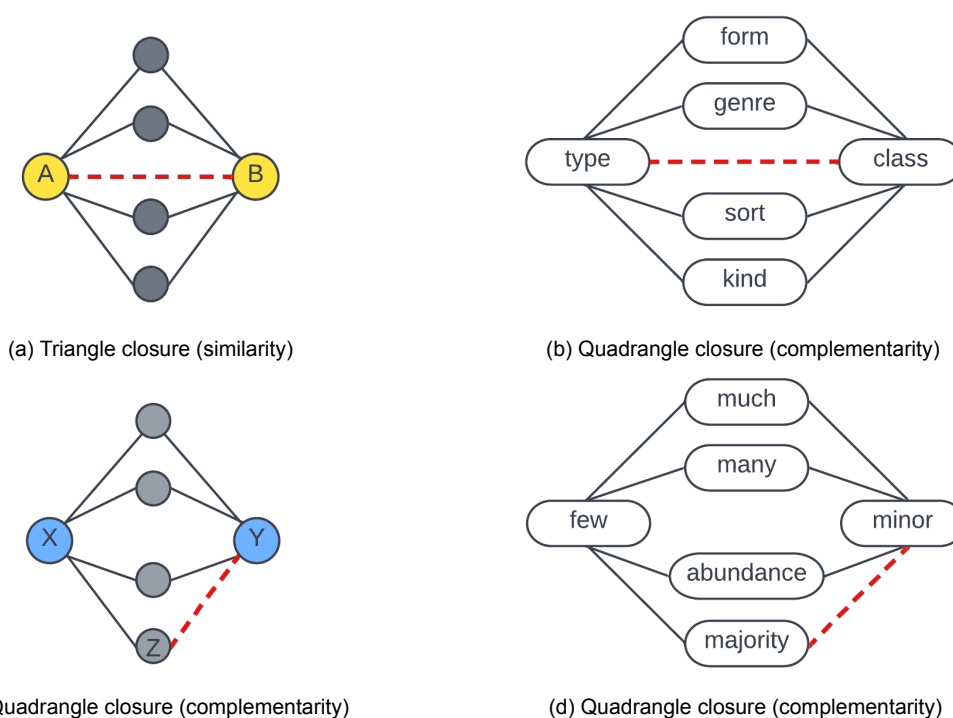 form
genre
A B type class
sort
kind
(a) Triangle closure (similarity) (b) Quadrangle closure (complementarity)
much
many
X Y few minor
abundance
Z majority
Quadrangle closure (complementarity) (d) Quadrangle closure (complementarity)